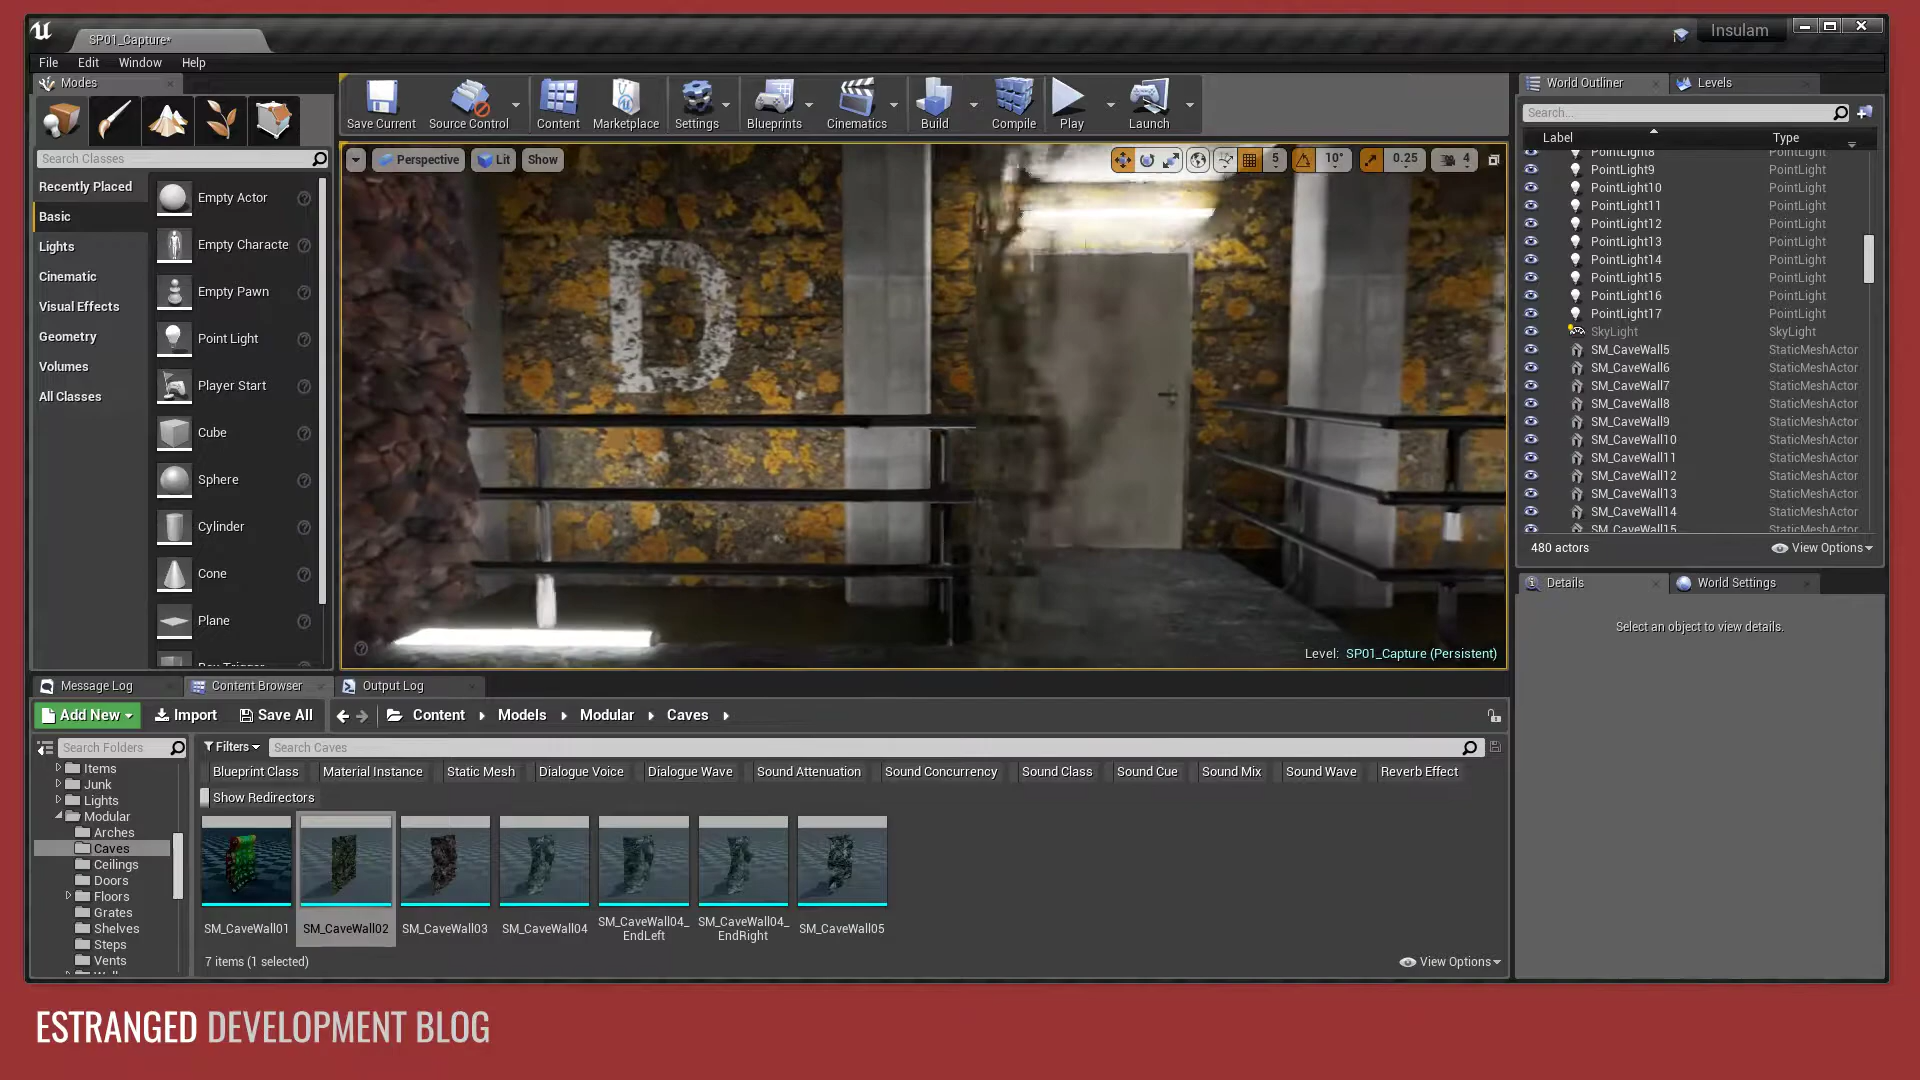 SP01_Capture*
Insulam
File Edit Window Help
Modes
Save Current
Source Control
Content
Marketplace
Settings
Blueprints
Cinematics
Build
Compile
Play
Launch
Search Classes
Recently Placed
Basic
Lights
Cinematic
Visual Effects
Geometry
Volumes
All Classes
Empty Actor
Empty Characte
Empty Pawn
Point Light
Player Start
Cube
Sphere
Cylinder
Cone
Plane
Perspective
Lit
Show
5
10°
0.25
4
D
Level: SP01_Capture (Persistent)
World Outliner
Levels
Search...
Label Type
PointLight8 PointLight
PointLight9 PointLight
PointLight10 PointLight
PointLight11 PointLight
PointLight12 PointLight
PointLight13 PointLight
PointLight14 PointLight
PointLight15 PointLight
PointLight16 PointLight
PointLight17 PointLight
SkyLight SkyLight
SM_CaveWall5 StaticMeshActor
SM_CaveWall6 StaticMeshActor
SM_CaveWall7 StaticMeshActor
SM_CaveWall8 StaticMeshActor
SM_CaveWall9 StaticMeshActor
SM_CaveWall10 StaticMeshActor
SM_CaveWall11 StaticMeshActor
SM_CaveWall12 StaticMeshActor
SM_CaveWall13 StaticMeshActor
SM_CaveWall14 StaticMeshActor
SM_CaveWall15 StaticMeshActor
480 actors
View Options
Details
World Settings
Select an object to view details.
Message Log
Content Browser
Output Log
Add New
Import
Save All
Content
Models
Modular
Caves
Search Folders
Items
Junk
Lights
Modular
Arches
Caves
Ceilings
Doors
Floors
Grates
Shelves
Steps
Vents
Filters
Search Caves
Blueprint Class
Material Instance
Static Mesh
Dialogue Voice
Dialogue Wave
Sound Attenuation
Sound Concurrency
Sound Class
Sound Cue
Sound Mix
Sound Wave
Reverb Effect
Show Redirectors
SM_CaveWall01
SM_CaveWall02
SM_CaveWall03
SM_CaveWall04
SM_CaveWall04_
EndLeft
SM_CaveWall04_
EndRight
SM_CaveWall05
7 items (1 selected)
View Options
ESTRANGED DEVELOPMENT BLOG